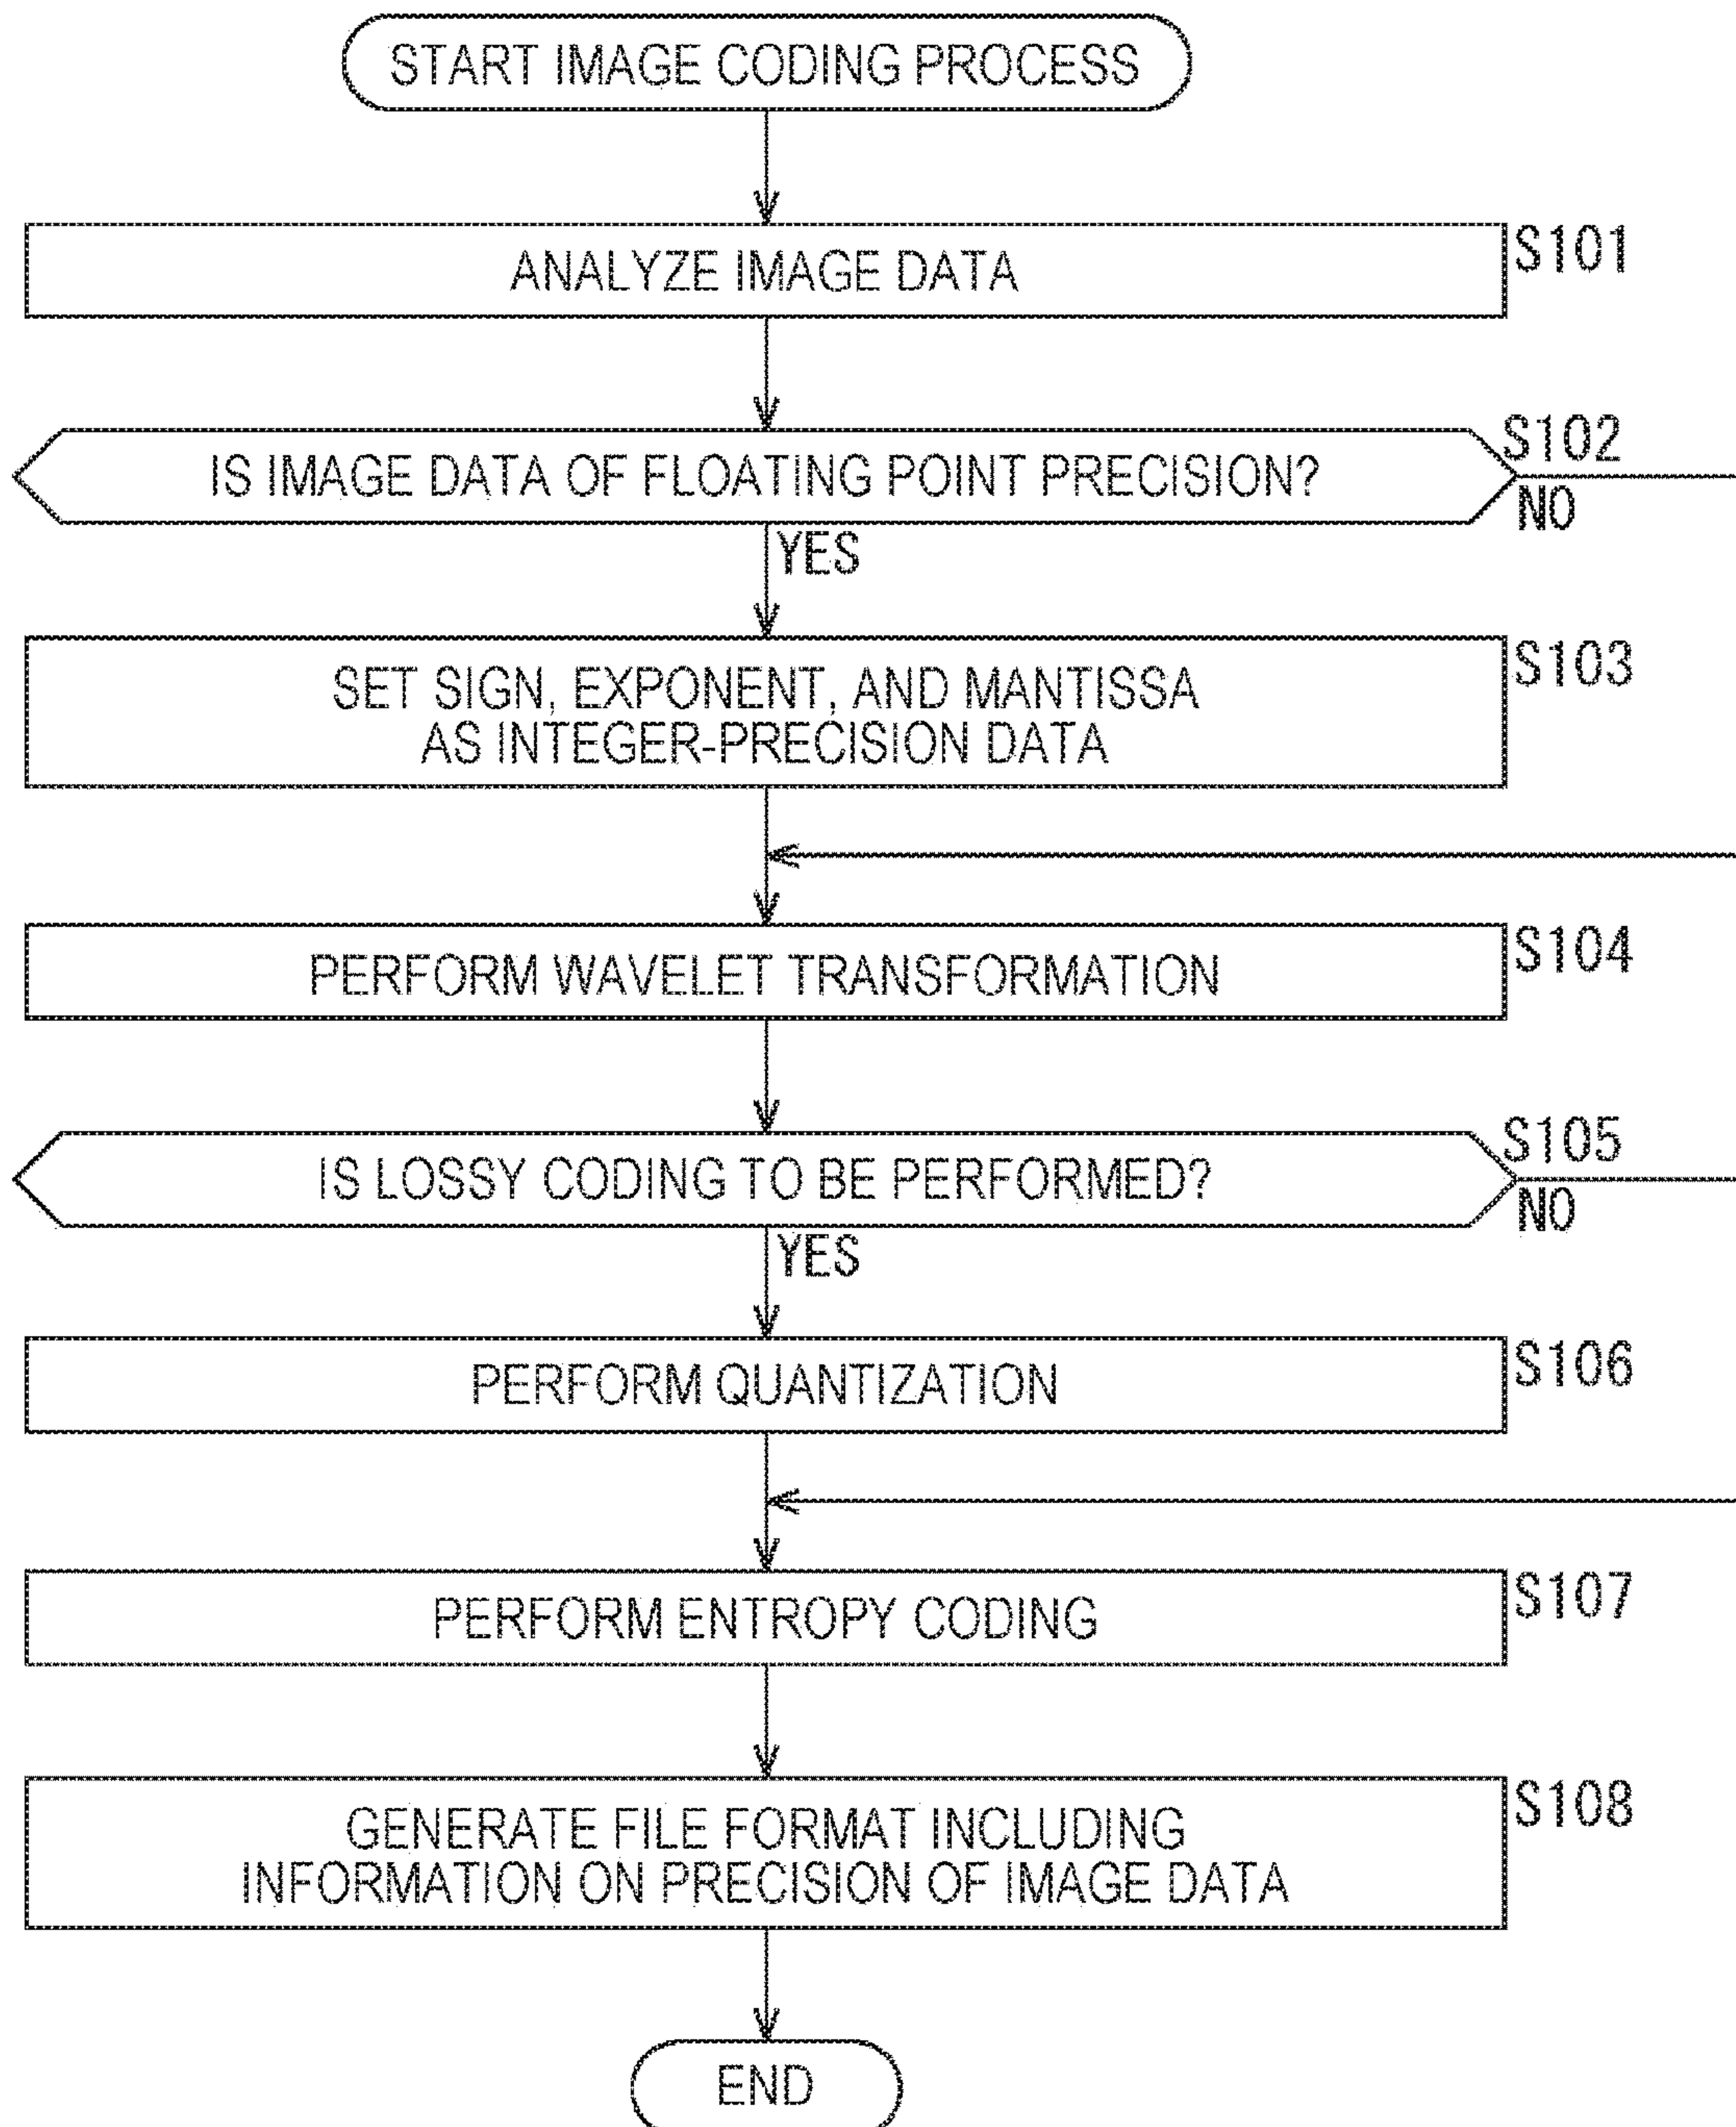 START IMAGE CODING PROCESS
ANALYZE IMAGE DATA
S101
IS IMAGE DATA OF FLOATING POINT PRECISION?
S102
NO
YES
SET SIGN, EXPONENT, AND MANTISSA
AS INTEGER-PRECISION DATA
S103
PERFORM WAVELET TRANSFORMATION
S104
IS LOSSY CODING TO BE PERFORMED?
S105
NO
YES
PERFORM QUANTIZATION
S106
PERFORM ENTROPY CODING
S107
GENERATE FILE FORMAT INCLUDING
INFORMATION ON PRECISION OF IMAGE DATA
S108
END